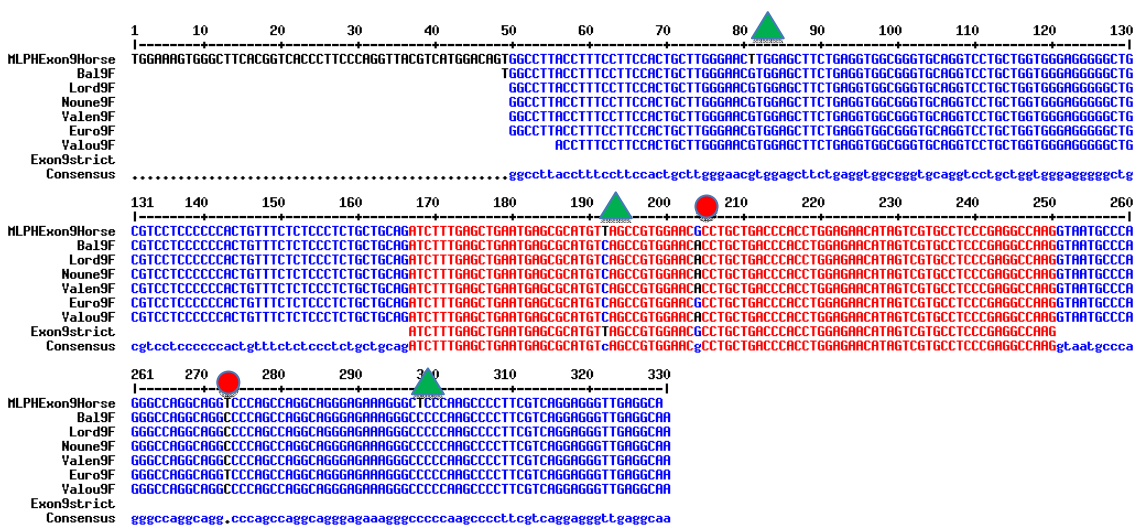 1 10 20 30 40 50 60 70 80 90 100 110 120 130
MLPHExon9Horse TGGAAAGTGGGCTTCACGGTCACCCTTCCCAGGTTACGTCATGGACAGTGGCCTTACCTTTCCTTCCACTGCTTGGGAACTTGGAGCTTCTGAGGTGGCGGGTGCAGGTCCTGCTGGTGGGAGGGGGCTG
Bal9F TGGCCTTACCTTTCCTTCCACTGCTTGGGAACGTGGAGCTTCTGAGGTGGCGGGTGCAGGTCCTGCTGGTGGGAGGGGGCTG
Lord9F GGCCTTACCTTTCCTTCCACTGCTTGGGAACGTGGAGCTTCTGAGGTGGCGGGTGCAGGTCCTGCTGGTGGGAGGGGGCTG
Noune9F GGCCTTACCTTTCCTTCCACTGCTTGGGAACGTGGAGCTTCTGAGGTGGCGGGTGCAGGTCCTGCTGGTGGGAGGGGGCTG
Valen9F GGCCTTACCTTTCCTTCCACTGCTTGGGAACGTGGAGCTTCTGAGGTGGCGGGTGCAGGTCCTGCTGGTGGGAGGGGGCTG
Euro9F GGCCTTACCTTTCCTTCCACTGCTTGGGAACGTGGAGCTTCTGAGGTGGCGGGTGCAGGTCCTGCTGGTGGGAGGGGGCTG
Valou9F ACCTTTCCTTCCACTGCTTGGGAACGTGGAGCTTCTGAGGTGGCGGGTGCAGGTCCTGCTGGTGGGAGGGGGCTG
Exon9strict
Consensus .................................................ggccttacctttccttccactgcttgggaacgtggagcttctgaggtggcgggtgcaggtcctgctggtgggagggggctg
131 140 150 160 170 180 190 200 210 220 230 240 250 260
MLPHExon9Horse CGTCCTCCCCCCACTGTTTCTCTCCCTCTGCTGCAGATCTTTGAGCTGAATGAGCGCATGTTAGCCGTGGAACGCCTGCTGACCCACCTGGAGAACATAGTCGTGCCTCCCGAGGCCAAGGTAATGCCCA
Bal9F CGTCCTCCCCCCACTGTTTCTCTCCCTCTGCTGCAGATCTTTGAGCTGAATGAGCGCATGTCAGCCGTGGAACACCTGCTGACCCACCTGGAGAACATAGTCGTGCCTCCCGAGGCCAAGGTAATGCCCA
Lord9F CGTCCTCCCCCCACTGTTTCTCTCCCTCTGCTGCAGATCTTTGAGCTGAATGAGCGCATGTCAGCCGTGGAACACCTGCTGACCCACCTGGAGAACATAGTCGTGCCTCCCGAGGCCAAGGTAATGCCCA
Noune9F CGTCCTCCCCCCACTGTTTCTCTCCCTCTGCTGCAGATCTTTGAGCTGAATGAGCGCATGTCAGCCGTGGAACACCTGCTGACCCACCTGGAGAACATAGTCGTGCCTCCCGAGGCCAAGGTAATGCCCA
Valen9F CGTCCTCCCCCCACTGTTTCTCTCCCTCTGCTGCAGATCTTTGAGCTGAATGAGCGCATGTCAGCCGTGGAACACCTGCTGACCCACCTGGAGAACATAGTCGTGCCTCCCGAGGCCAAGGTAATGCCCA
Euro9F CGTCCTCCCCCCACTGTTTCTCTCCCTCTGCTGCAGATCTTTGAGCTGAATGAGCGCATGTCAGCCGTGGAACGCCTGCTGACCCACCTGGAGAACATAGTCGTGCCTCCCGAGGCCAAGGTAATGCCCA
Valou9F CGTCCTCCCCCCACTGTTTCTCTCCCTCTGCTGCAGATCTTTGAGCTGAATGAGCGCATGTCAGCCGTGGAACACCTGCTGACCCACCTGGAGAACATAGTCGTGCCTCCCGAGGCCAAGGTAATGCCCA
Exon9strict ATCTTTGAGCTGAATGAGCGCATGTTAGCCGTGGAACGCCTGCTGACCCACCTGGAGAACATAGTCGTGCCTCCCGAGGCCAAG
Consensus cgtcctccccccactgtttctctccctctgctgcagATCTTTGAGCTGAATGAGCGCATGTcAGCCGTGGAACgCCTGCTGACCCACCTGGAGAACATAGTCGTGCCTCCCGAGGCCAAGgtaatgccca
261 270 280 290 300 310 320 330
MLPHExon9Horse GGGCCAGGCAGGTCCCAGCCAGGCAGGGAGAAAGGGCTCCCAAGCCCCTTCGTCAGGAGGGTTGAGGCA
Bal9F GGGCCAGGCAGGCCCCAGCCAGGCAGGGAGAAAGGGCCCCCAAGCCCCTTCGTCAGGAGGGTTGAGGCAA
Lord9F GGGCCAGGCAGGCCCCAGCCAGGCAGGGAGAAAGGGCCCCCAAGCCCCTTCGTCAGGAGGGTTGAGGCAA
Noune9F GGGCCAGGCAGGCCCCAGCCAGGCAGGGAGAAAGGGCCCCCAAGCCCCTTCGTCAGGAGGGTTGAGGCAA
Valen9F GGGCCAGGCAGGCCCCAGCCAGGCAGGGAGAAAGGGCCCCCAAGCCCCTTCGTCAGGAGGGTTGAGGCAA
Euro9F GGGCCAGGCAGGTCCCAGCCAGGCAGGGAGAAAGGGCCCCCAAGCCCCTTCGTCAGGAGGGTTGAGGCAA
Valou9F GGGCCAGGCAGGCCCCAGCCAGGCAGGGAGAAAGGGCCCCCAAGCCCCTTCGTCAGGAGGGTTGAGGCAA
Exon9strict
Consensus gggccaggcagg.cccagccaggcagggagaaagggcccccaagccccttcgtcaggagggttgaggcaa